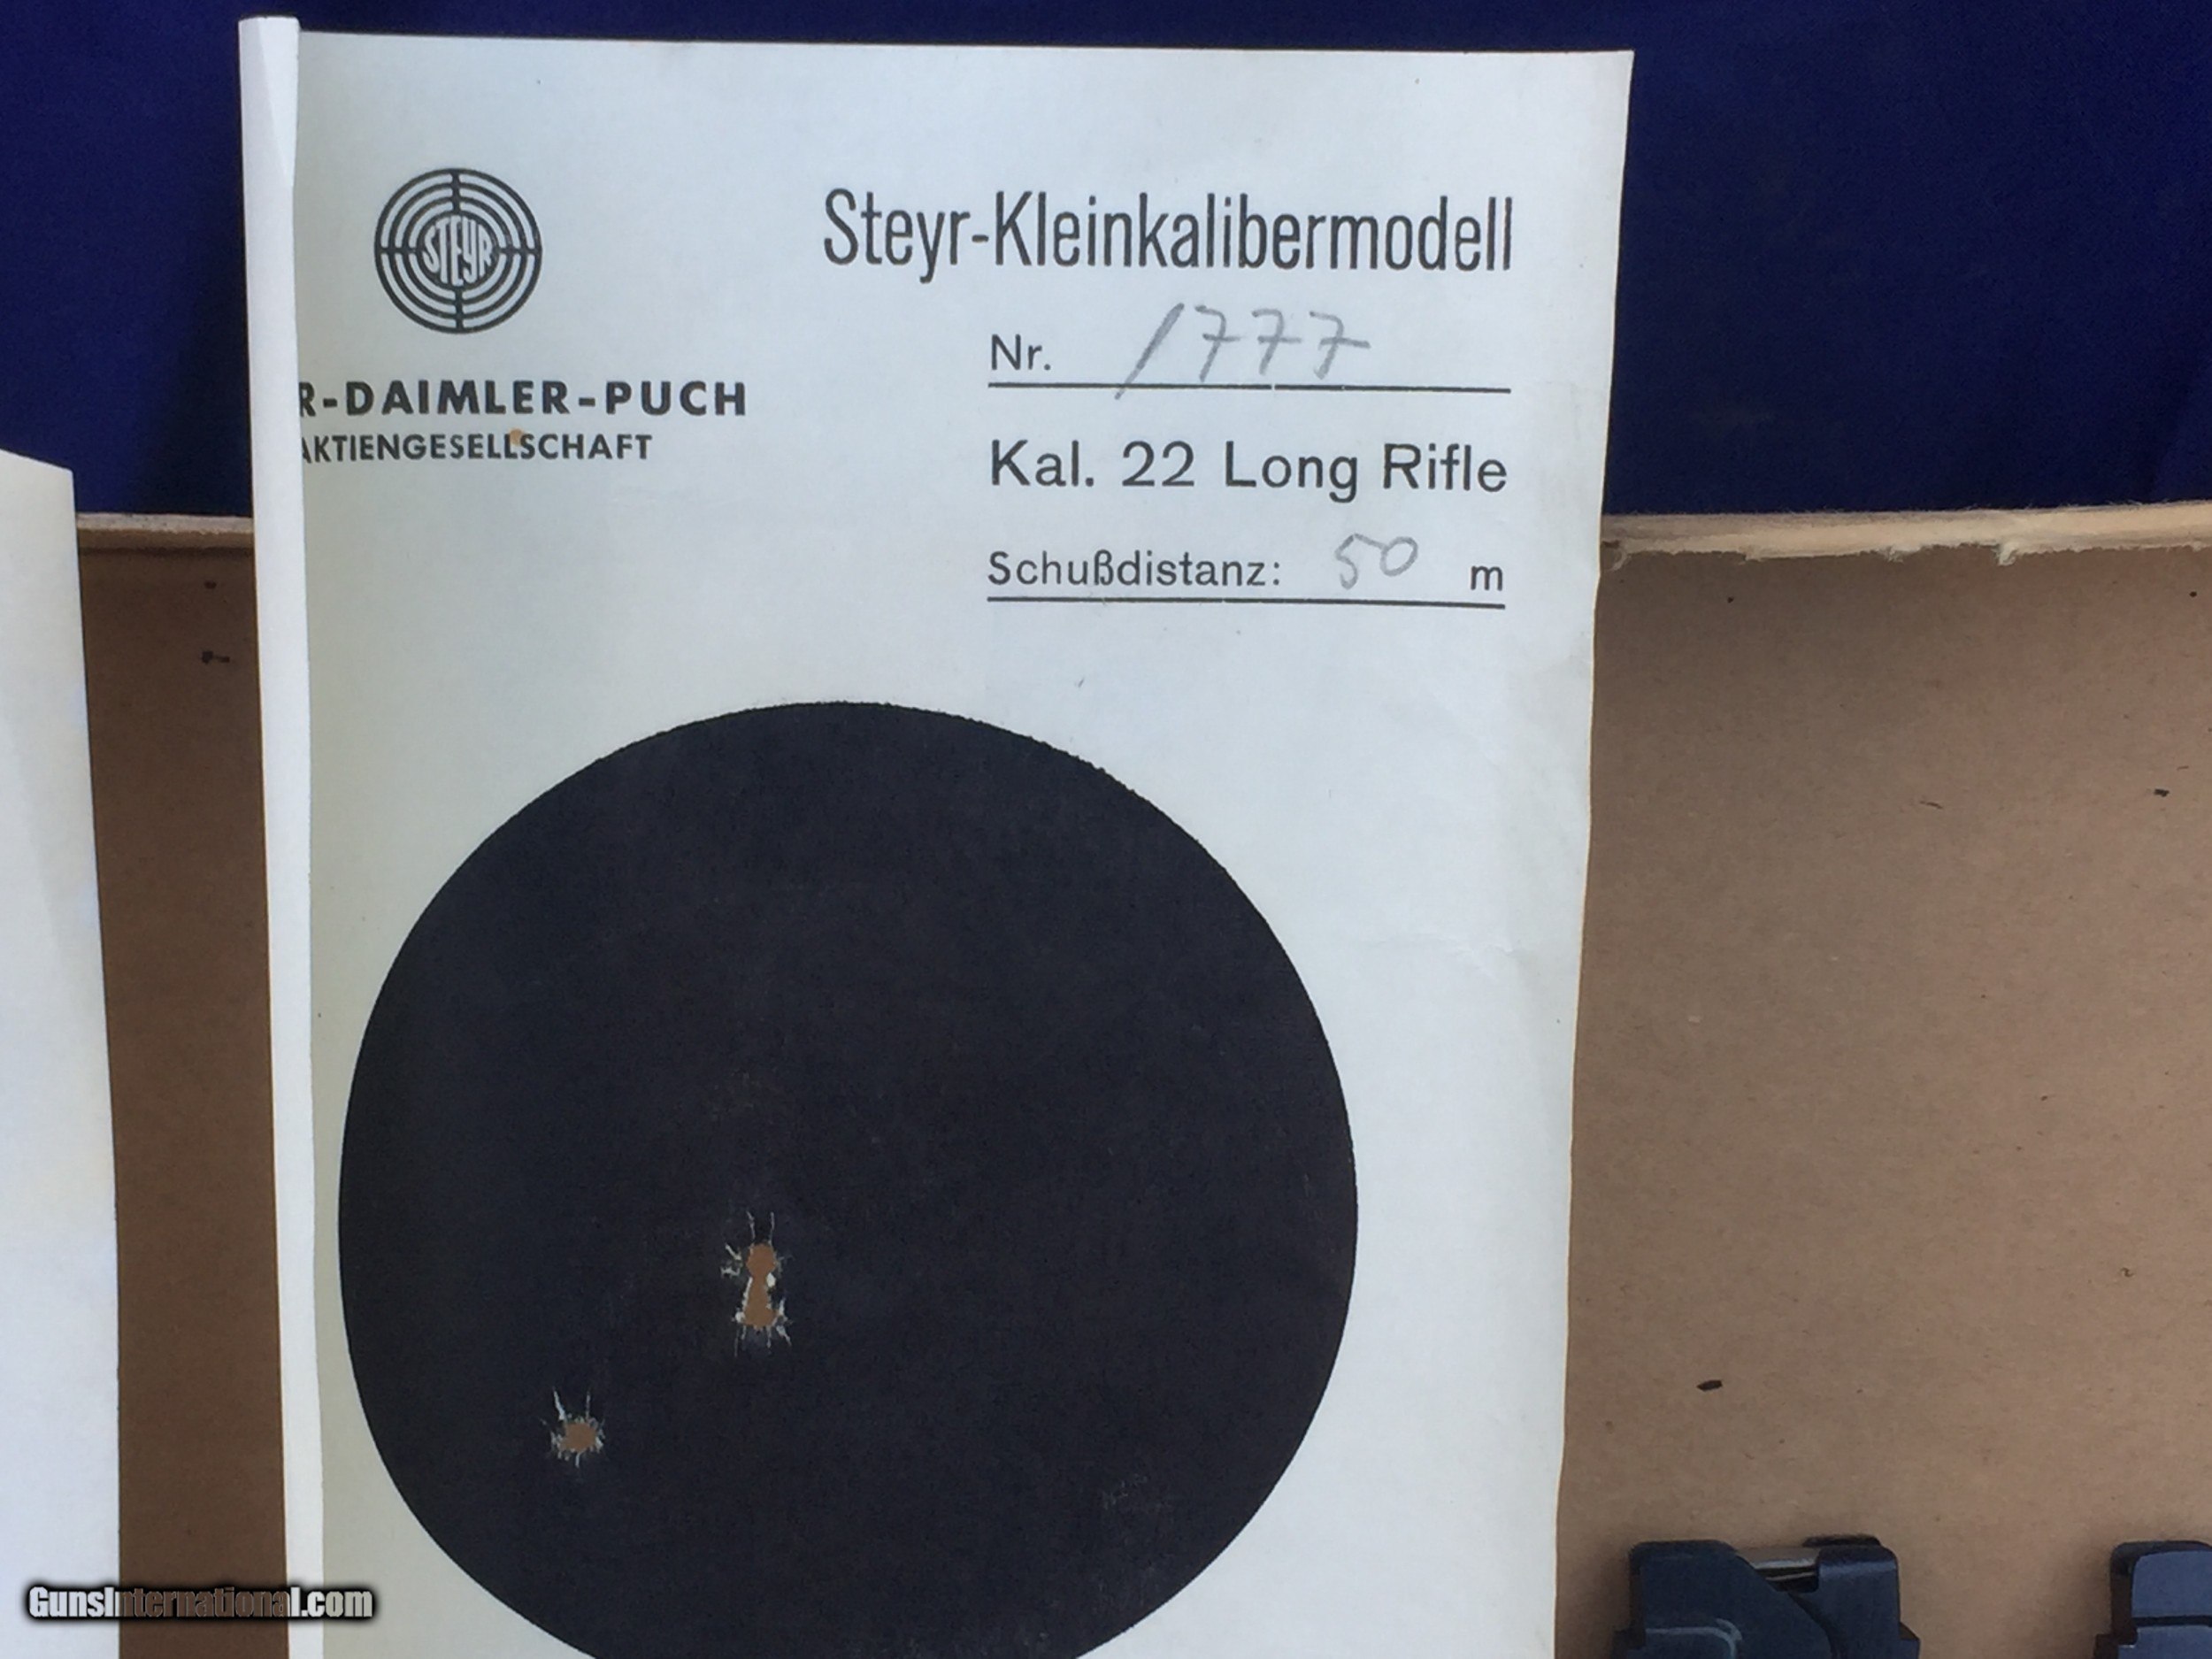 STEYR
Steyr-Kleinkalibermodell
Nr. 1777
R-DAIMLER-PUCH
AKTIENGESELLSCHAFT
Kal. 22 Long Rifle
Schußdistanz: 50 m
GunsInternational.com